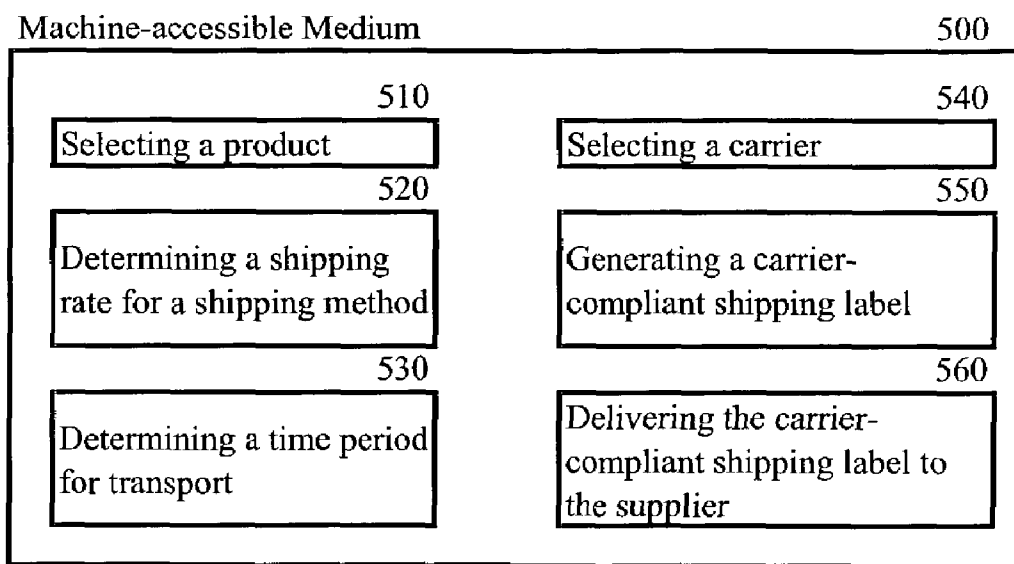 Machine-accessible Medium 500
510
Selecting a product
520
Determining a shipping
rate for a shipping method
530
Determining a time period
for transport
540
Selecting a carrier
550
Generating a carrier-
compliant shipping label
560
Delivering the carrier-
compliant shipping label to
the supplier